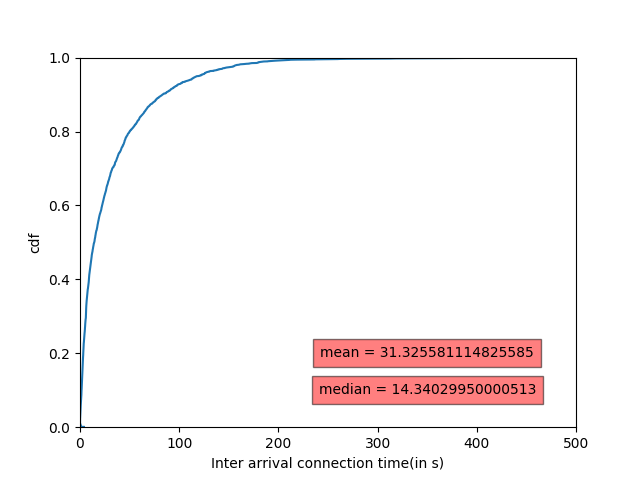 1.0
0.8
0.6
0.4
0.2
0.0
cdf
mean = 31.325581114825585
median = 14.34029950000513
0 100 200 300 400 500
Inter arrival connection time(in s)